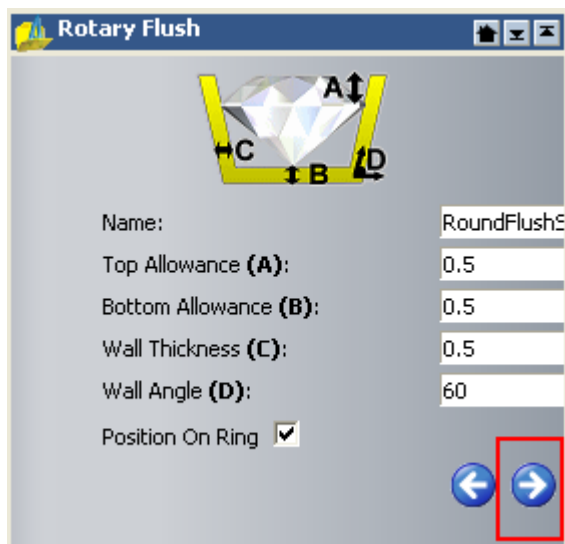 Rotary Flush
A
C
B
D
Name: RoundFlushS
Top Allowance (A): 0.5
Bottom Allowance (B): 0.5
Wall Thickness (C): 0.5
Wall Angle (D): 60
Position On Ring